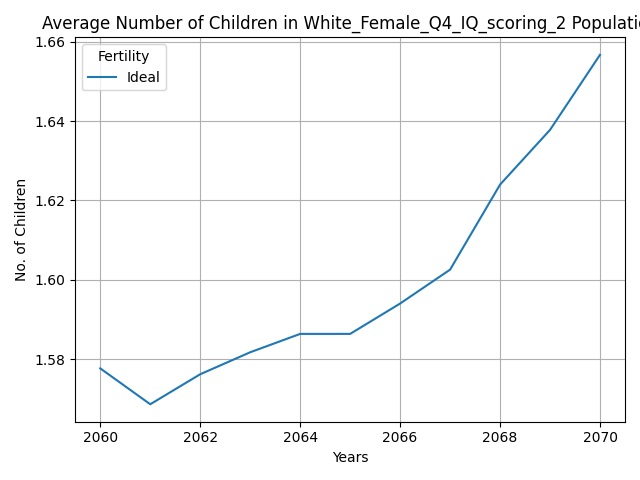 Average Number of Children in White_Female_Q4_IQ_scoring_2 Populatio
Fertility
Ideal
No. of Children
1.66
1.64
1.62
1.60
1.58
2060 2062 2064 2066 2068 2070
Years